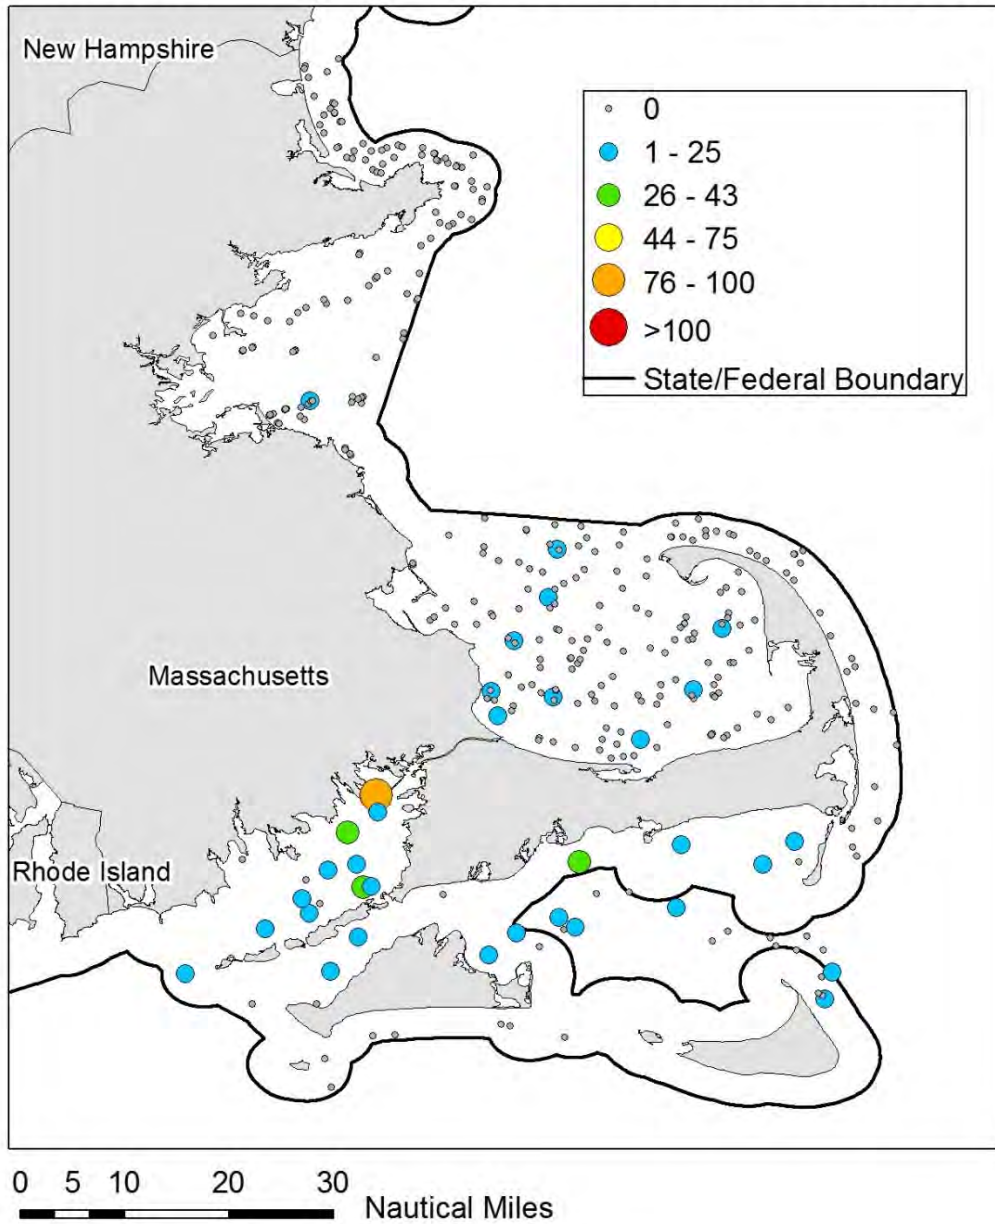 New Hampshire
0
1 - 25
26 - 43
44 - 75
76 - 100
>100
State/Federal Boundary
Massachusetts
Rhode Island
0 5 10 20 30
Nautical Miles